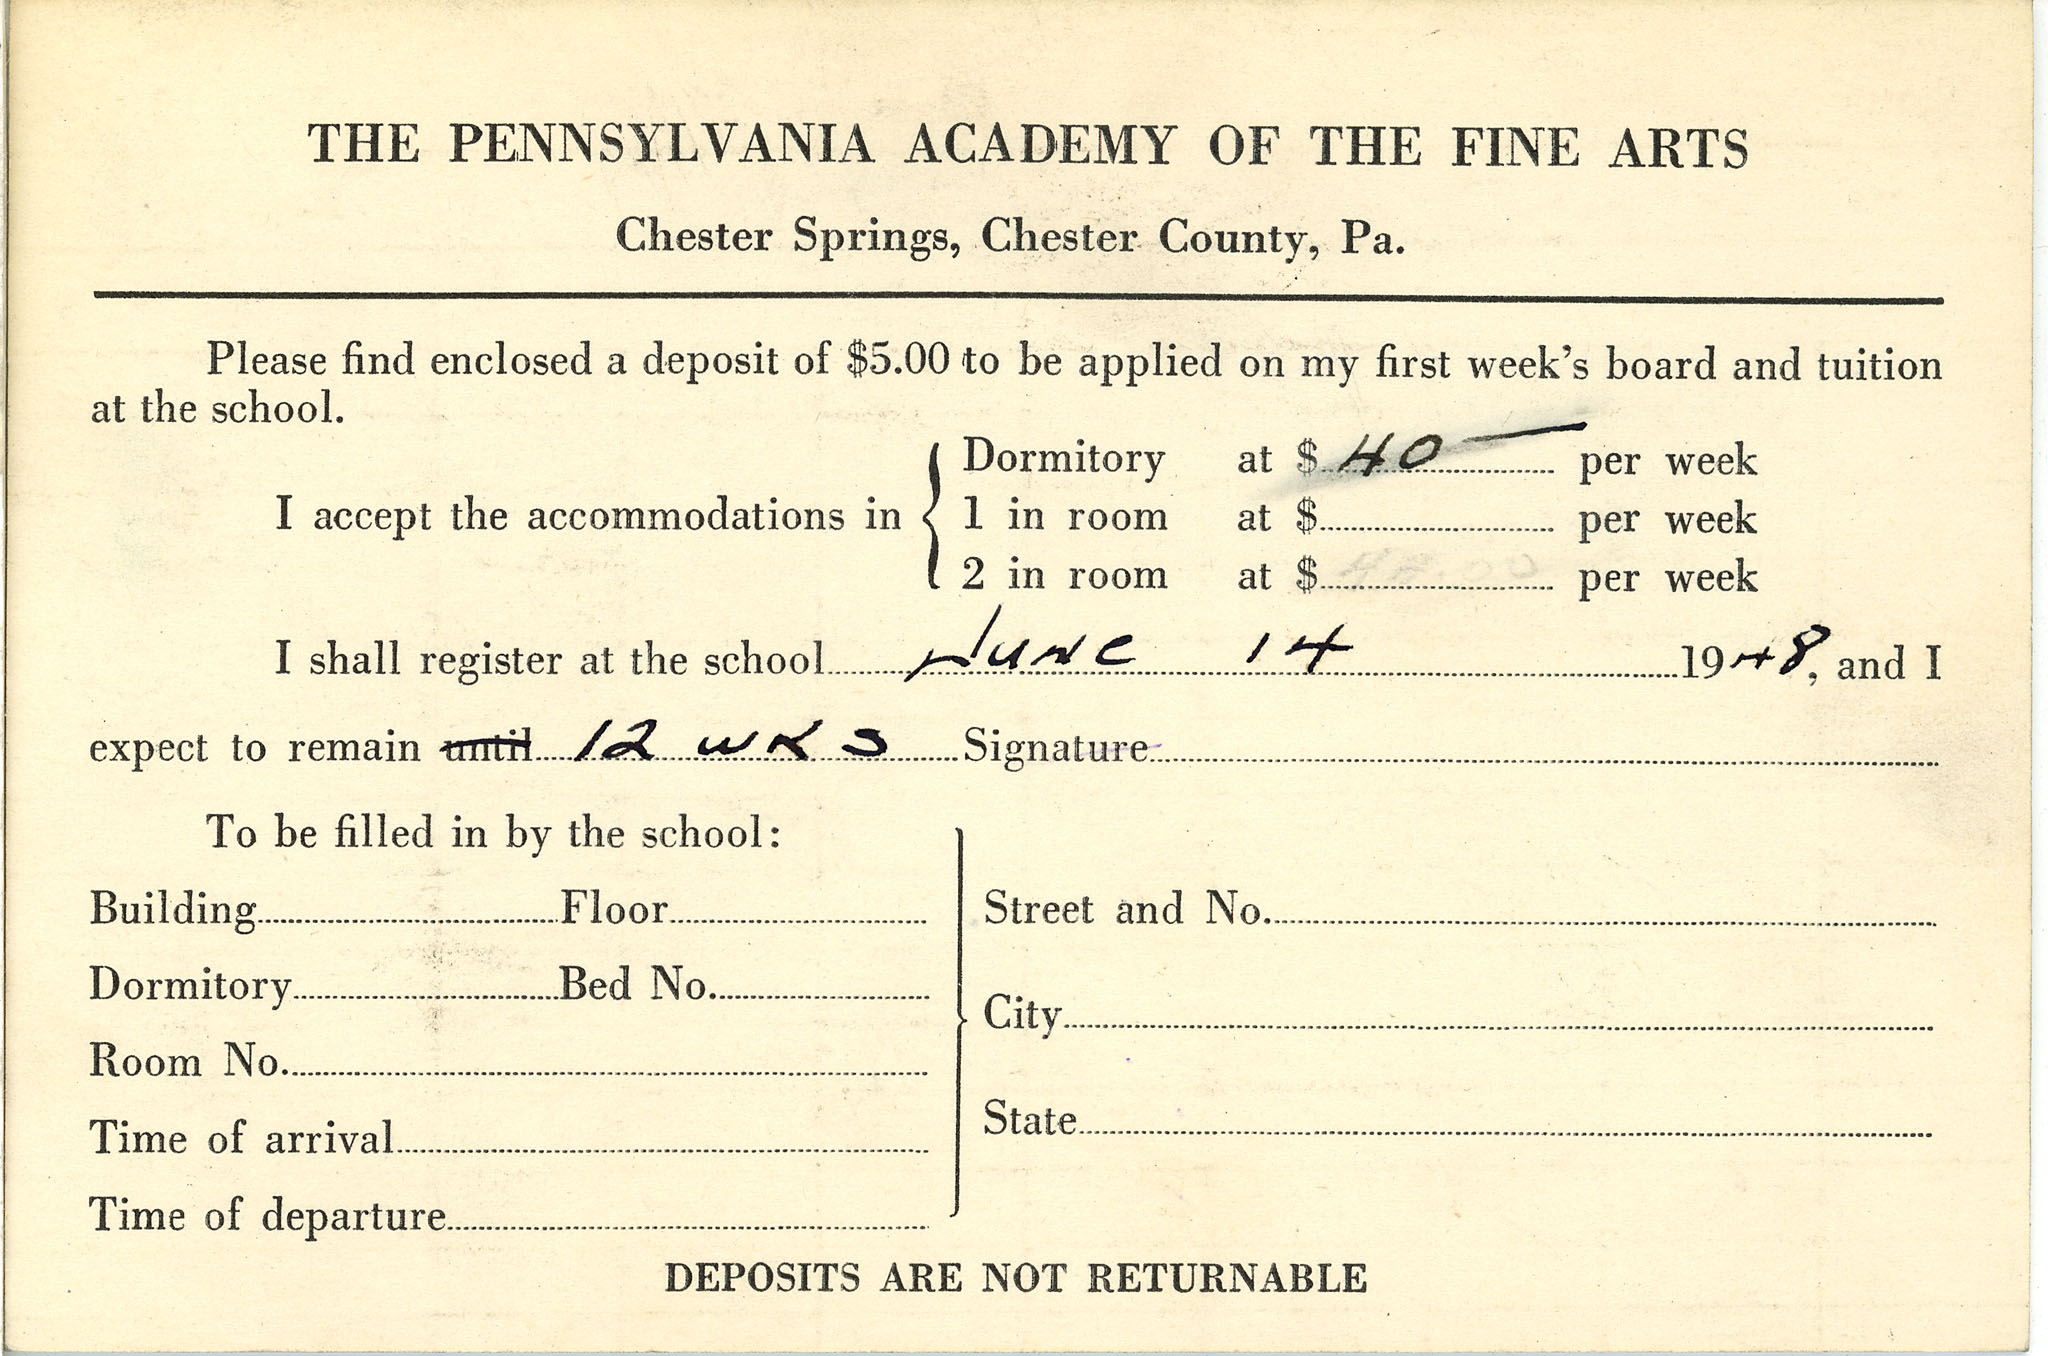 THE PENNSYLVANIA ACADEMY OF THE FINE ARTS
Chester Springs, Chester County, Pa.
Please find enclosed a deposit of $5.00 to be applied on my first week's board and tuition
at the school.
Dormitory at $ 40 — per week
I accept the accommodations in 1 in room at $ per week
2 in room at $ per week
I shall register at the school June 14 1948, and I
expect to remain until 12 wks Signature
To be filled in by the school:
Building Floor Street and No.
Dormitory Bed No.
City
Room No.
State
Time of arrival
Time of departure
DEPOSITS ARE NOT RETURNABLE